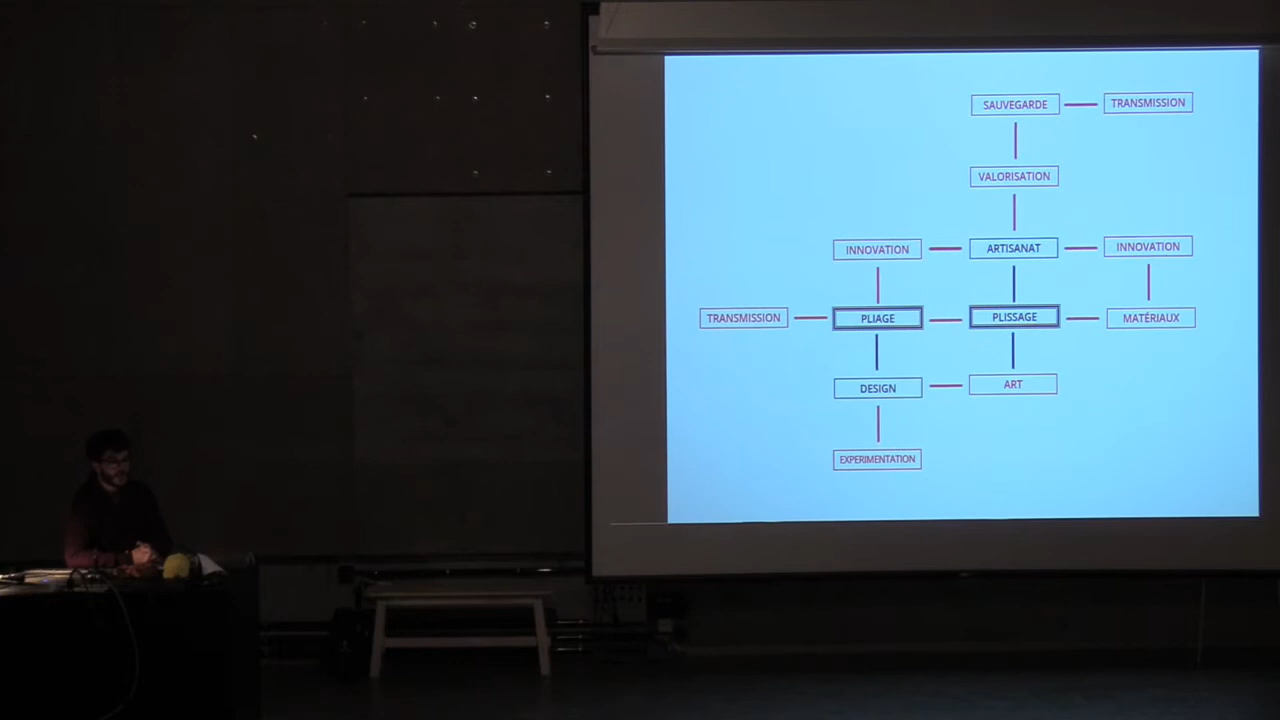 SAUVEGARDE
TRANSMISSION
VALORISATION
INNOVATION
ARTISANAT
INNOVATION
TRANSMISSION
PLIAGE
PLISSAGE
MATÉRIAUX
DESIGN
ART
EXPERIMENTATION